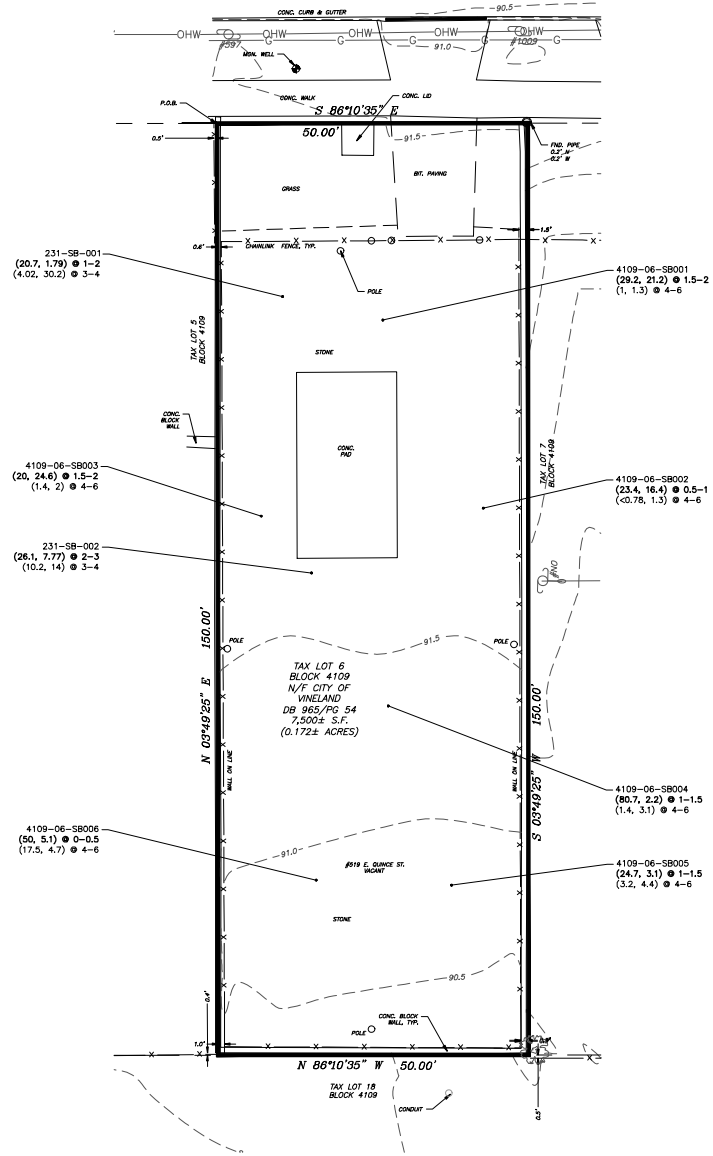 CONC. CURB & GUTTER
90.5
OHW
OHW
OHW
OHW
G
G
G
G
#597
91.0
#1009
MON. WELL
CONC. WALK
CONC. LID
S 86°10'35" E
P.O.B.
50.00'
91.5
0.5'
FND. PIPE
0.2' N
0.2' W
BIT. PAVING
GRASS
1.5'
0.6'
CHAINLINK FENCE, TYP.
231-SB-001
(20.7, 1.79) @ 1-2
(4.02, 30.2) @ 3-4
POLE
4109-06-SB001
(29.2, 21.2) @ 1.5-2
(1, 1.3) @ 4-6
TAX LOT 5
BLOCK 4109
STONE
CONC.
BLOCK
WALL
CONC.
PAD
TAX LOT 7
BLOCK 4109
4109-06-SB003
(20, 24.6) @ 1.5-2
(1.4, 2) @ 4-6
4109-06-SB002
(23.4, 16.4) @ 0.5-1
(<0.78, 1.3) @ 4-6
231-SB-002
(26.1, 7.77) @ 2-3
(10.2, 14) @ 3-4
#NO
N 03°49'25" E 150.00'
POLE
91.5
POLE
TAX LOT 6
BLOCK 4109
N/F CITY OF
VINELAND
DB 965/PG 54
7,500± S.F.
(0.172± ACRES)
S 03°49'25" W 150.00'
WALL ON LINE
WALL ON LINE
4109-06-SB004
(80.7, 2.2) @ 1-1.5
(1.4, 3.1) @ 4-6
4109-06-SB006
(50, 5.1) @ 0-0.5
(17.5, 4.7) @ 4-6
91.0
#519 E. QUINCE ST.
VACANT
4109-06-SB005
(24.7, 3.1) @ 1-1.5
(3.2, 4.4) @ 4-6
STONE
90.5
0.4'
CONC. BLOCK
WALL, TYP.
POLE
1.0'
N 86°10'35" W 50.00'
TAX LOT 18
BLOCK 4109
CONDUIT
0.5'